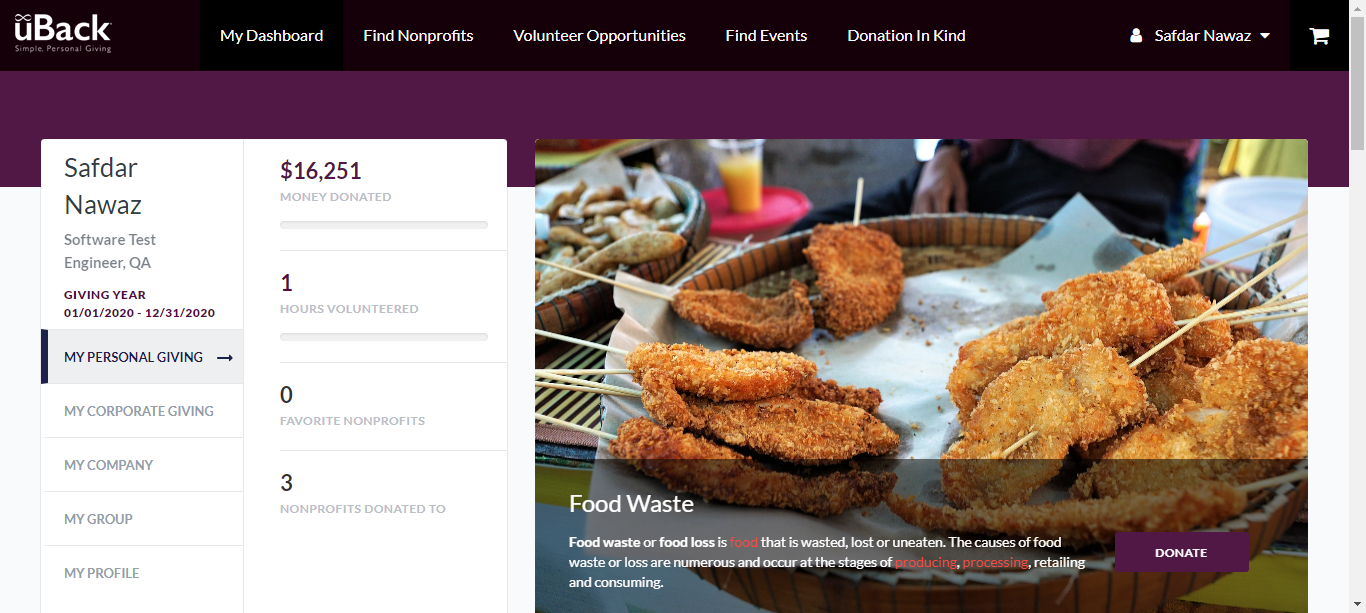 uBack
Simple, Personal Giving
My Dashboard
Find Nonprofits
Volunteer Opportunities
Find Events
Donation In Kind
Safdar Nawaz
Safdar
Nawaz
Software Test
Engineer, QA
GIVING YEAR
01/01/2020 - 12/31/2020
MY PERSONAL GIVING
MY CORPORATE GIVING
MY COMPANY
MY GROUP
MY PROFILE
$16,251
MONEY DONATED
1
HOURS VOLUNTEERED
0
FAVORITE NONPROFITS
3
NONPROFITS DONATED TO
Food Waste
Food waste or food loss is food that is wasted, lost or uneaten. The causes of food
waste or loss are numerous and occur at the stages of producing, processing, retailing
and consuming.
DONATE